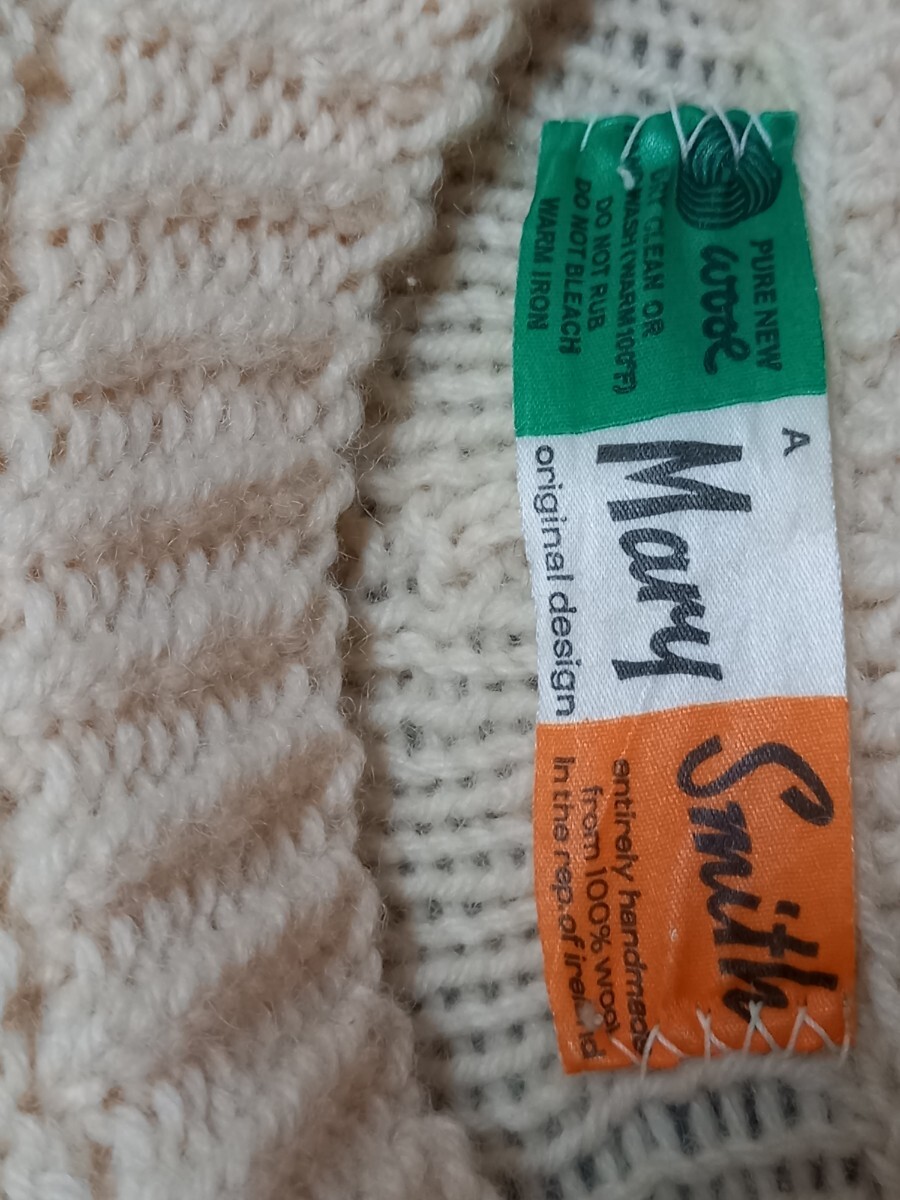 PURE NEW
wool
DRY CLEAN OR
WASH (WARM 100°F)
DO NOT RUB
DO NOT BLEACH
WARM IRON
A
Mary
Smith
original design
entirely handmade
from 100% wool
in the rep. of ireland